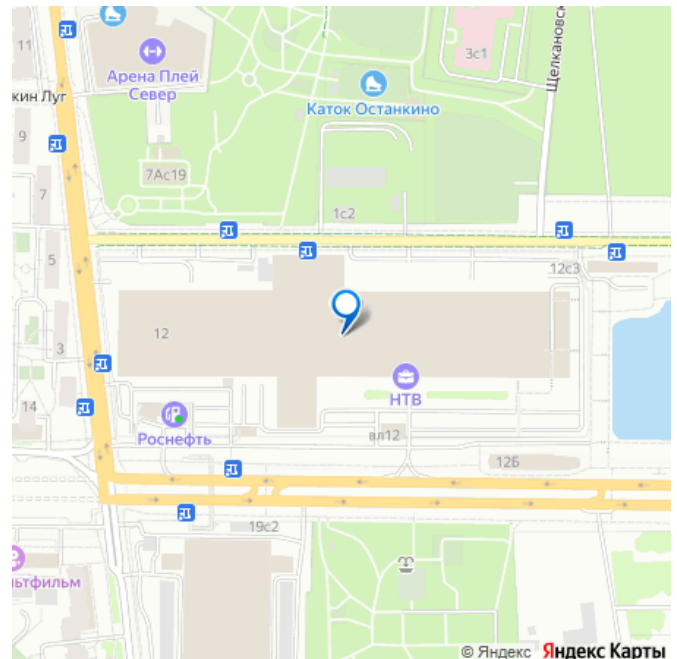 11
Арена Плей
Север
3с1
Щелкановск
кин Луг
Каток Останкино
9
7Ас19
7
1с2
5
12с3
12
3
НТВ
14
Роснефть
вл12
12Б
19с2
льтфильм
© Яндекс Яндекс Карты